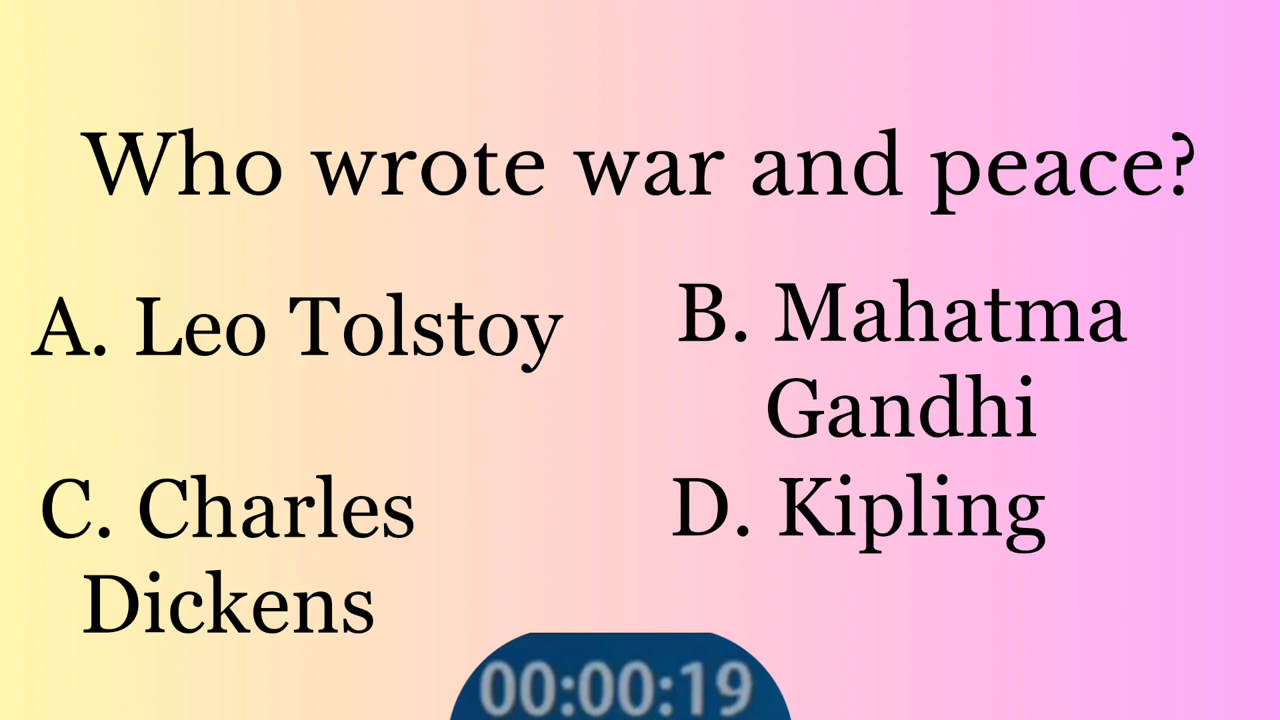 Who wrote war and peace?
A. Leo Tolstoy
B. Mahatma
Gandhi
C. Charles
Dickens
D. Kipling
00:00:19